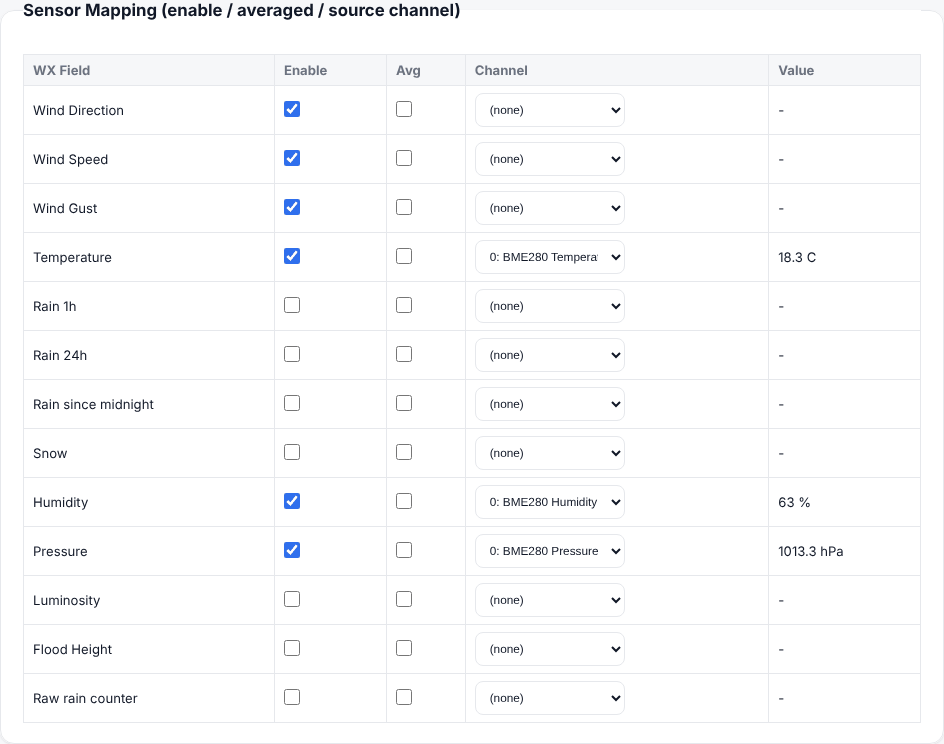 Sensor Mapping (enable / averaged / source channel)
WX Field Enable Avg Channel Value
Wind Direction (none) -
Wind Speed (none) -
Wind Gust (none) -
Temperature 0: BME280 Tempera 18.3 C
Rain 1h (none) -
Rain 24h (none) -
Rain since midnight (none) -
Snow (none) -
Humidity 0: BME280 Humidity 63 %
Pressure 0: BME280 Pressure 1013.3 hPa
Luminosity (none) -
Flood Height (none) -
Raw rain counter (none) -